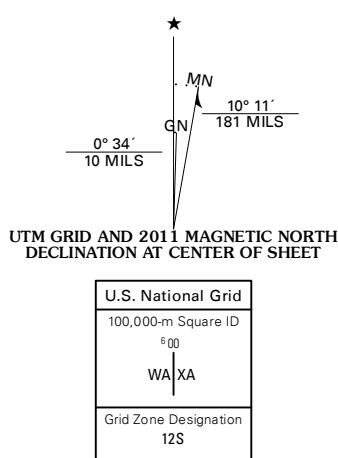 ★
MN
GN
10° 11´
181 MILS
0° 34´
10 MILS
UTM GRID AND 2011 MAGNETIC NORTH
DECLINATION AT CENTER OF SHEET
U.S. National Grid
100,000-m Square ID
⁶00
WA XA
Grid Zone Designation
12S